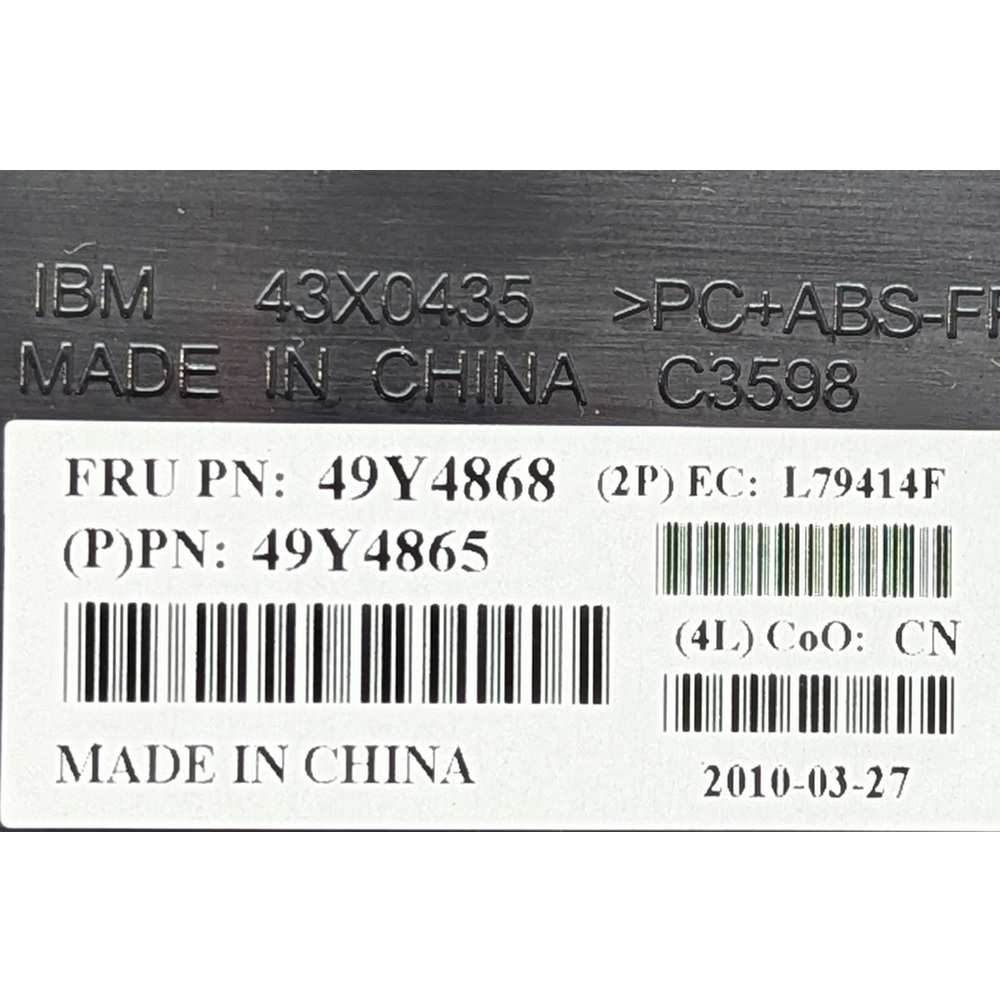 IBM 43X0435 >PC+ABS-F
MADE IN CHINA C3598
FRU PN: 49Y4868 (2P) EC: L79414F
(P)PN: 49Y4865
(4L) CoO: CN
MADE IN CHINA
2010-03-27